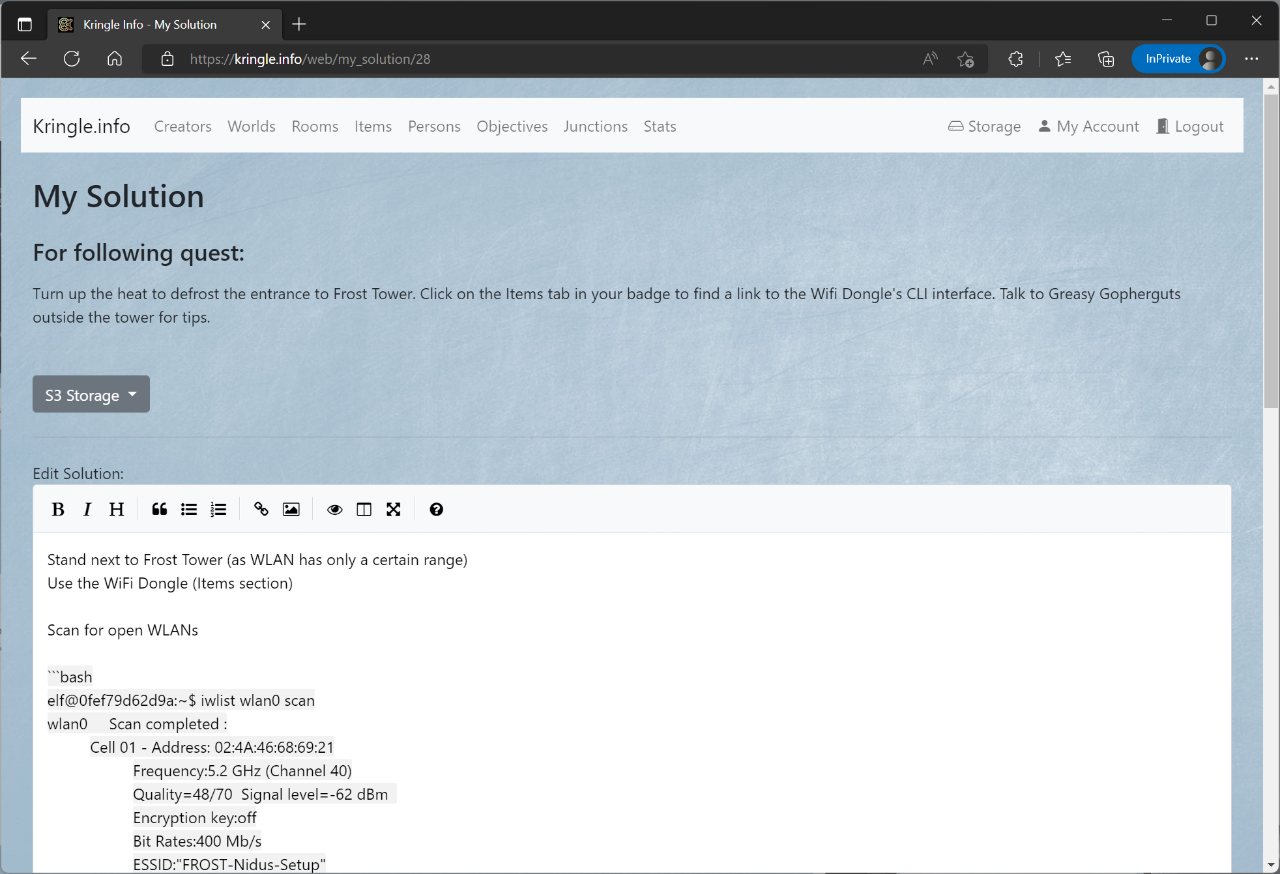 Kringle Info - My Solution
https://kringle.info/web/my_solution/28
InPrivate
Kringle.info Creators Worlds Rooms Items Persons Objectives Junctions Stats Storage My Account Logout
My Solution
For following quest:
Turn up the heat to defrost the entrance to Frost Tower. Click on the Items tab in your badge to find a link to the Wifi Dongle's CLI interface. Talk to Greasy Gopherguts
outside the tower for tips.
S3 Storage
Edit Solution:
B I H
Stand next to Frost Tower (as WLAN has only a certain range)
Use the WiFi Dongle (Items section)
Scan for open WLANs
```bash
elf@0fef79d62d9a:~$ iwlist wlan0 scan
wlan0 Scan completed :
Cell 01 - Address: 02:4A:46:68:69:21
Frequency:5.2 GHz (Channel 40)
Quality=48/70 Signal level=-62 dBm
Encryption key:off
Bit Rates:400 Mb/s
ESSID:"FROST-Nidus-Setup"